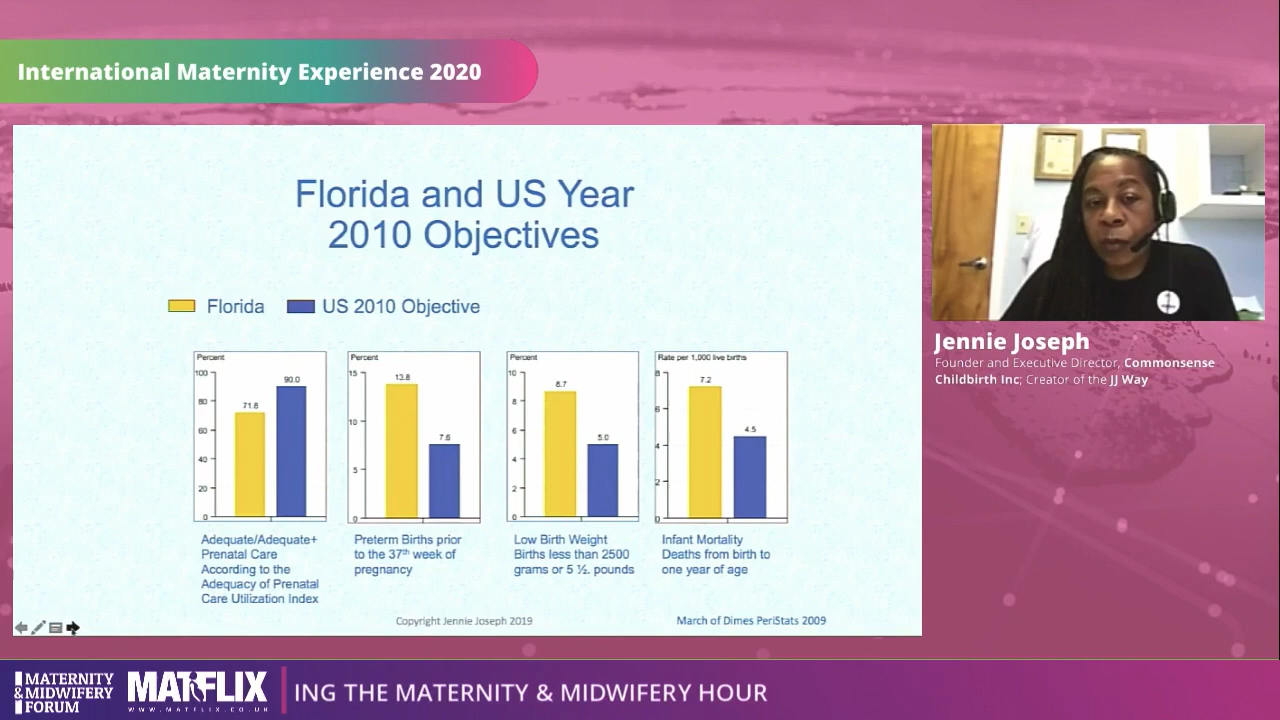 International Maternity Experience 2020
Florida and US Year
2010 Objectives
Florida
US 2010 Objective
Percent
100
80
60
40
20
0
71.8
90.0
Adequate/Adequate+
Prenatal Care
According to the
Adequacy of Prenatal
Care Utilization Index
Percent
15
10
5
0
13.8
7.6
Preterm Births prior
to the 37th week of
pregnancy
Percent
10
8
6
4
2
0
8.7
5.0
Low Birth Weight
Births less than 2500
grams or 5 ½. pounds
Rate per 1,000 live births
8
6
4
2
0
7.2
4.5
Infant Mortality
Deaths from birth to
one year of age
Copyright Jennie Joseph 2019
March of Dimes PeriStats 2009
Jennie Joseph
Founder and Executive Director, Commonsense
Childbirth Inc; Creator of the JJ Way
MATERNITY
&MIDWIFERY
FORUM
MATFLIX
WWW.MATFLIX.CO.UK
ING THE MATERNITY & MIDWIFERY HOUR